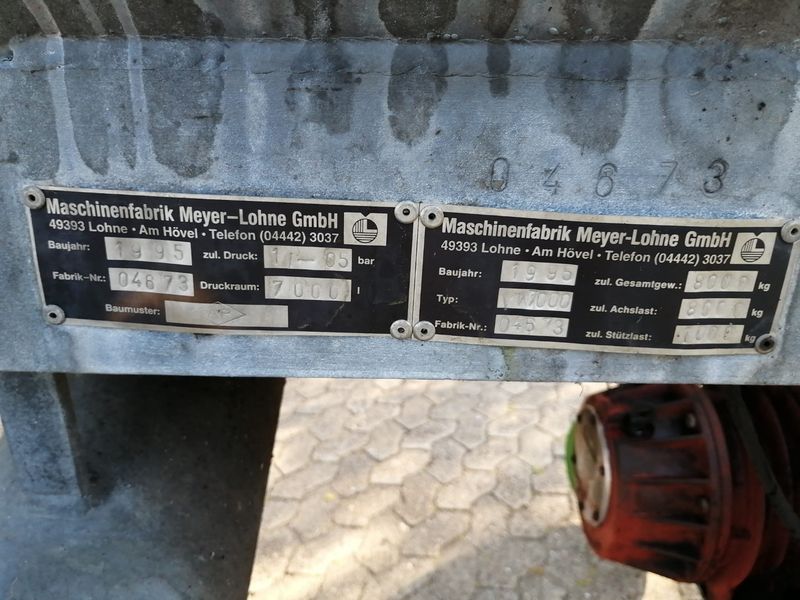 04673
Maschinenfabrik Meyer–Lohne GmbH
49393 Lohne · Am Hövel · Telefon (04442) 3037
Baujahr: 1995 zul. Druck: bar
Fabrik-Nr.: 04673 Druckraum: 7000 l
Baumuster:
Maschinenfabrik Meyer-Lohne GmbH
49393 Lohne · Am Hövel · Telefon (04442) 3037
Baujahr: 1995 zul. Gesamtgew.: 8000 kg
Typ: zul. Achslast: 8000 kg
Fabrik-Nr.: zul. Stützlast: kg